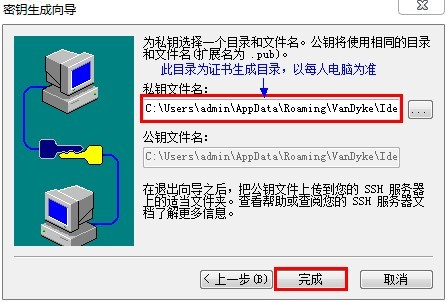 密钥生成向导
为私钥选择一个目录和文件名。公钥将使用相同的目录
和文件名(扩展名为 .pub)。
此目录为证书生成目录，以每人电脑为准
私钥文件名:
C:\Users\admin\AppData\Roaming\VanDyke\Ide
...
公钥文件名:
C:\Users\admin\AppData\Roaming\VanDyke\Ide
在退出向导之后，把公钥文件上传到您的 SSH 服务器
上的适当文件夹。查看帮助或查阅您的 SSH 服务器文
档了解更多信息。
< 上一步(B)
完成
取消